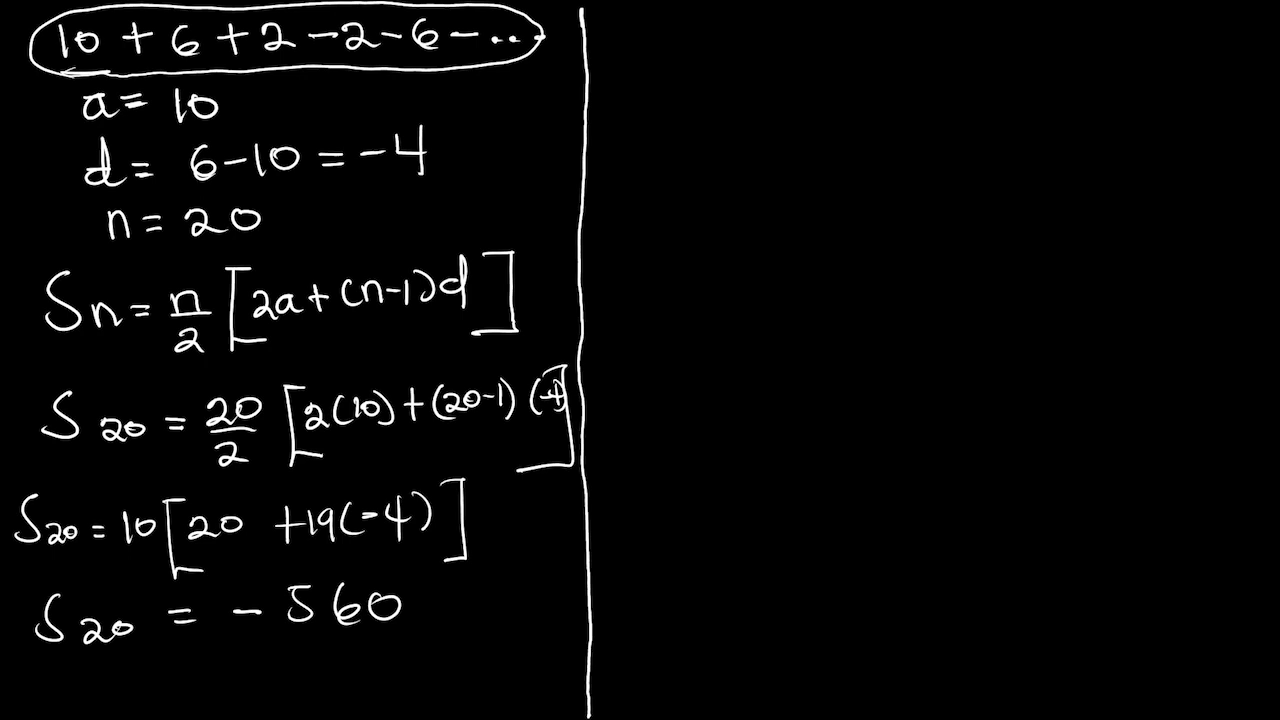 10 + 6 + 2 - 2 - 6 - ...
a = 10
d = 6 - 10 = -4
n = 20
Sn = n/2 [2a + (n-1)d]
S20 = 20/2 [2(10) + (20-1)(-4)]
S20 = 10 [20 + 19(-4)]
S20 = -560